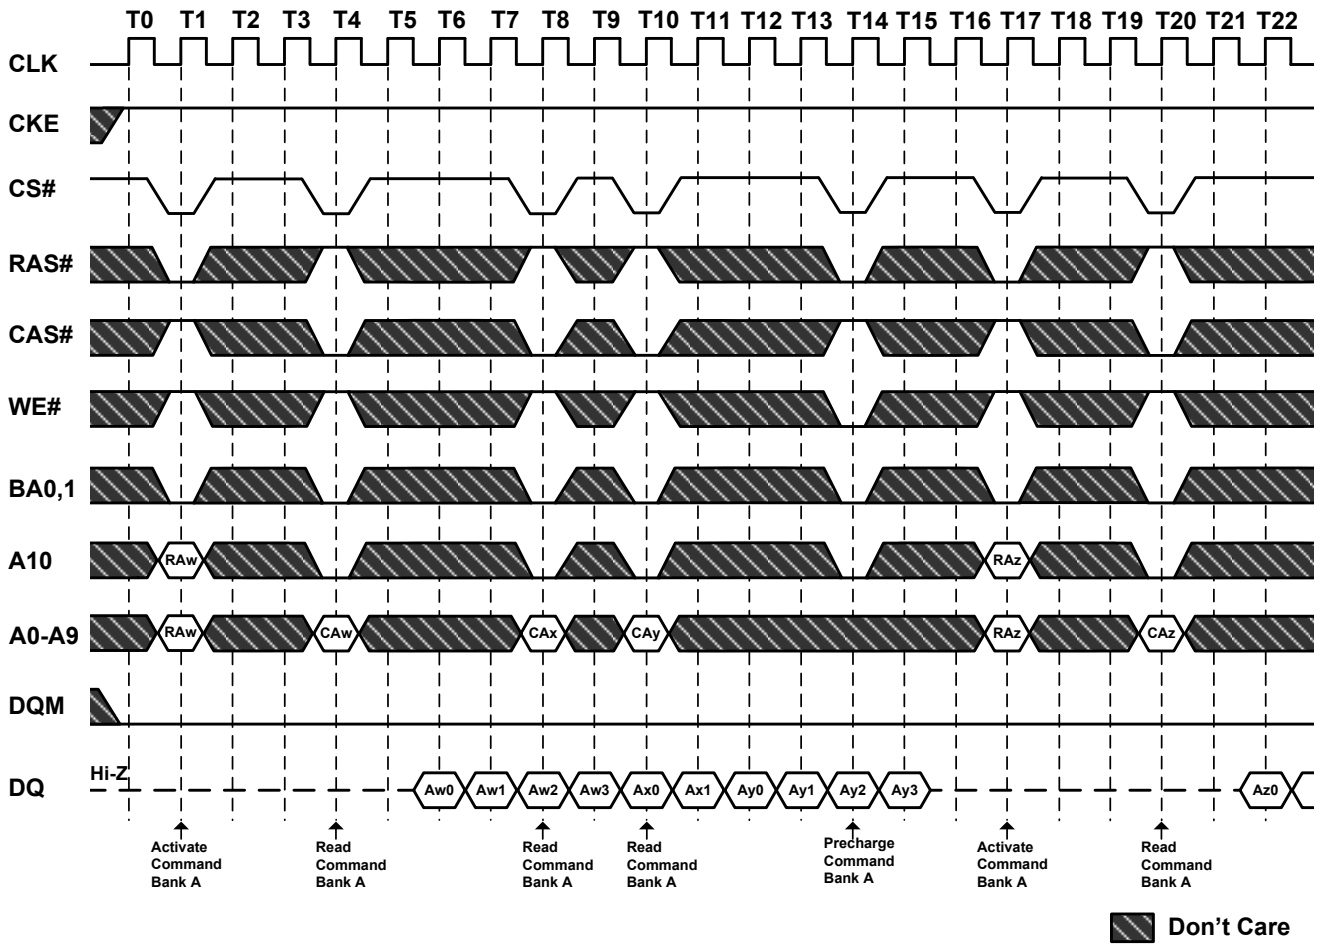 T0 T1 T2 T3 T4 T5 T6 T7 T8 T9 T10 T11 T12 T13 T14 T15 T16 T17 T18 T19 T20 T21 T22
CLK
CKE
CS#
RAS#
CAS#
WE#
BA0,1
A10 RAw RAz
A0-A9 RAw CAw CAx CAy RAz CAz
DQM
Hi-Z
DQ Aw0 Aw1 Aw2 Aw3 Ax0 Ax1 Ay0 Ay1 Ay2 Ay3 Az0
Activate
Command
Bank A
Read
Command
Bank A
Read
Command
Bank A
Read
Command
Bank A
Precharge
Command
Bank A
Activate
Command
Bank A
Read
Command
Bank A
Don't Care